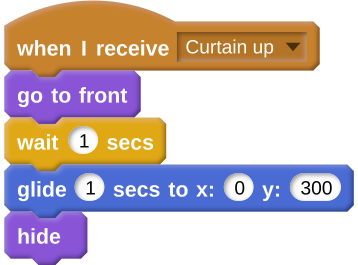 when I receive Curtain up
go to front
wait 1 secs
glide 1 secs to x: 0 y: 300
hide